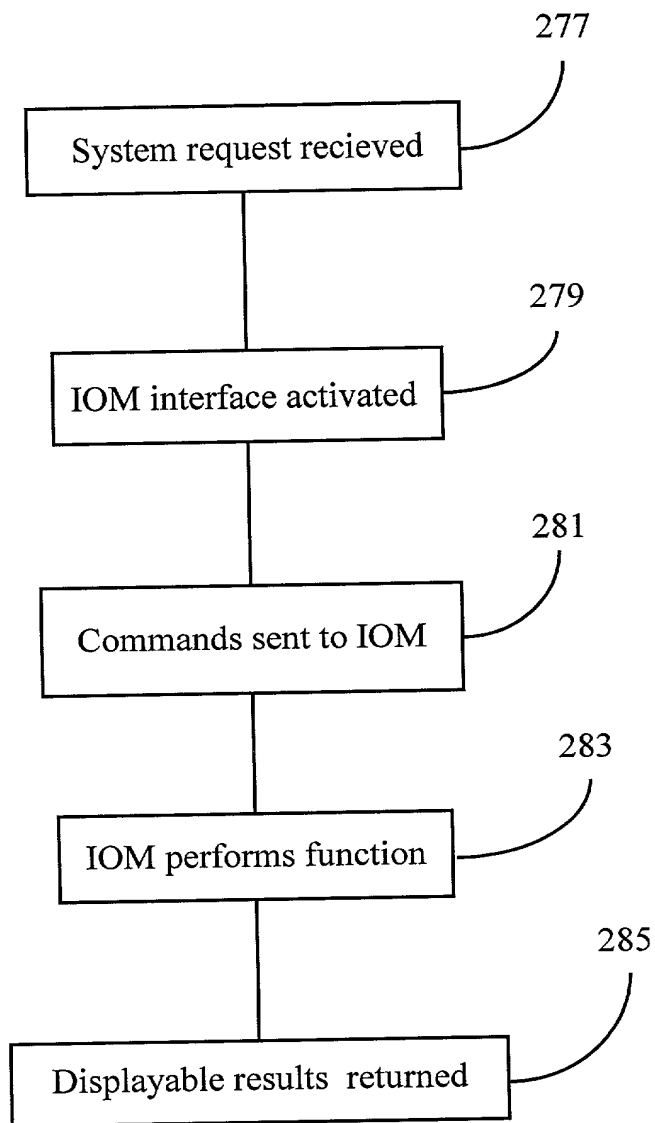 277
System request recieved
279
IOM interface activated
281
Commands sent to IOM
283
IOM performs function
285
Displayable results returned